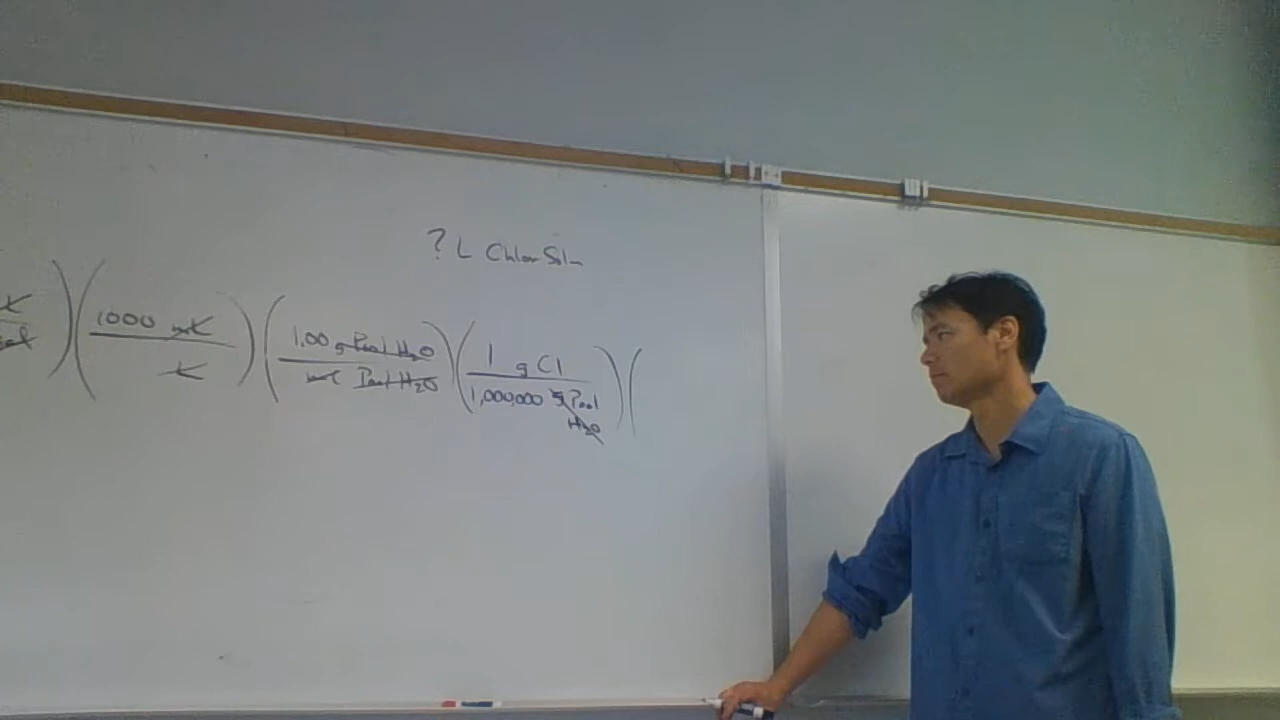 ? L Chlor Soln
1000 mL
L
1.00 g Pool H₂O
mL Pool H₂O
1 g Cl
1,000,000 g Pool
H₂O